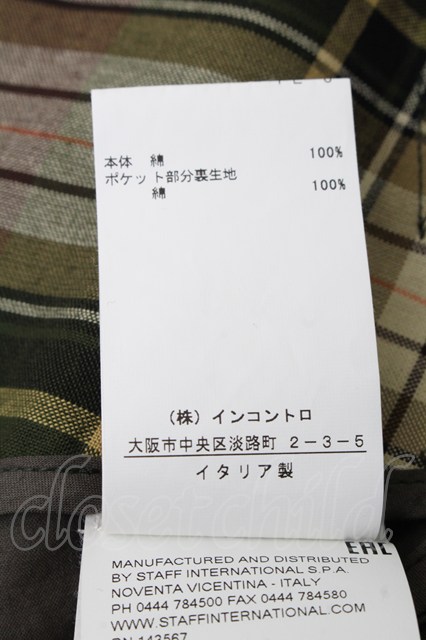 本体 綿 100%
ポケット部分裏生地
綿 100%
(株) インコントロ
大阪市中央区淡路町 2-3-5
イタリア製
closetchild
EAC
MANUFACTURED AND DISTRIBUTED
BY STAFF INTERNATIONAL S.P.A.
NOVENTA VICENTINA - ITALY
PH 0444 784500 FAX 0444 784580
WWW.STAFFINTERNATIONAL.COM